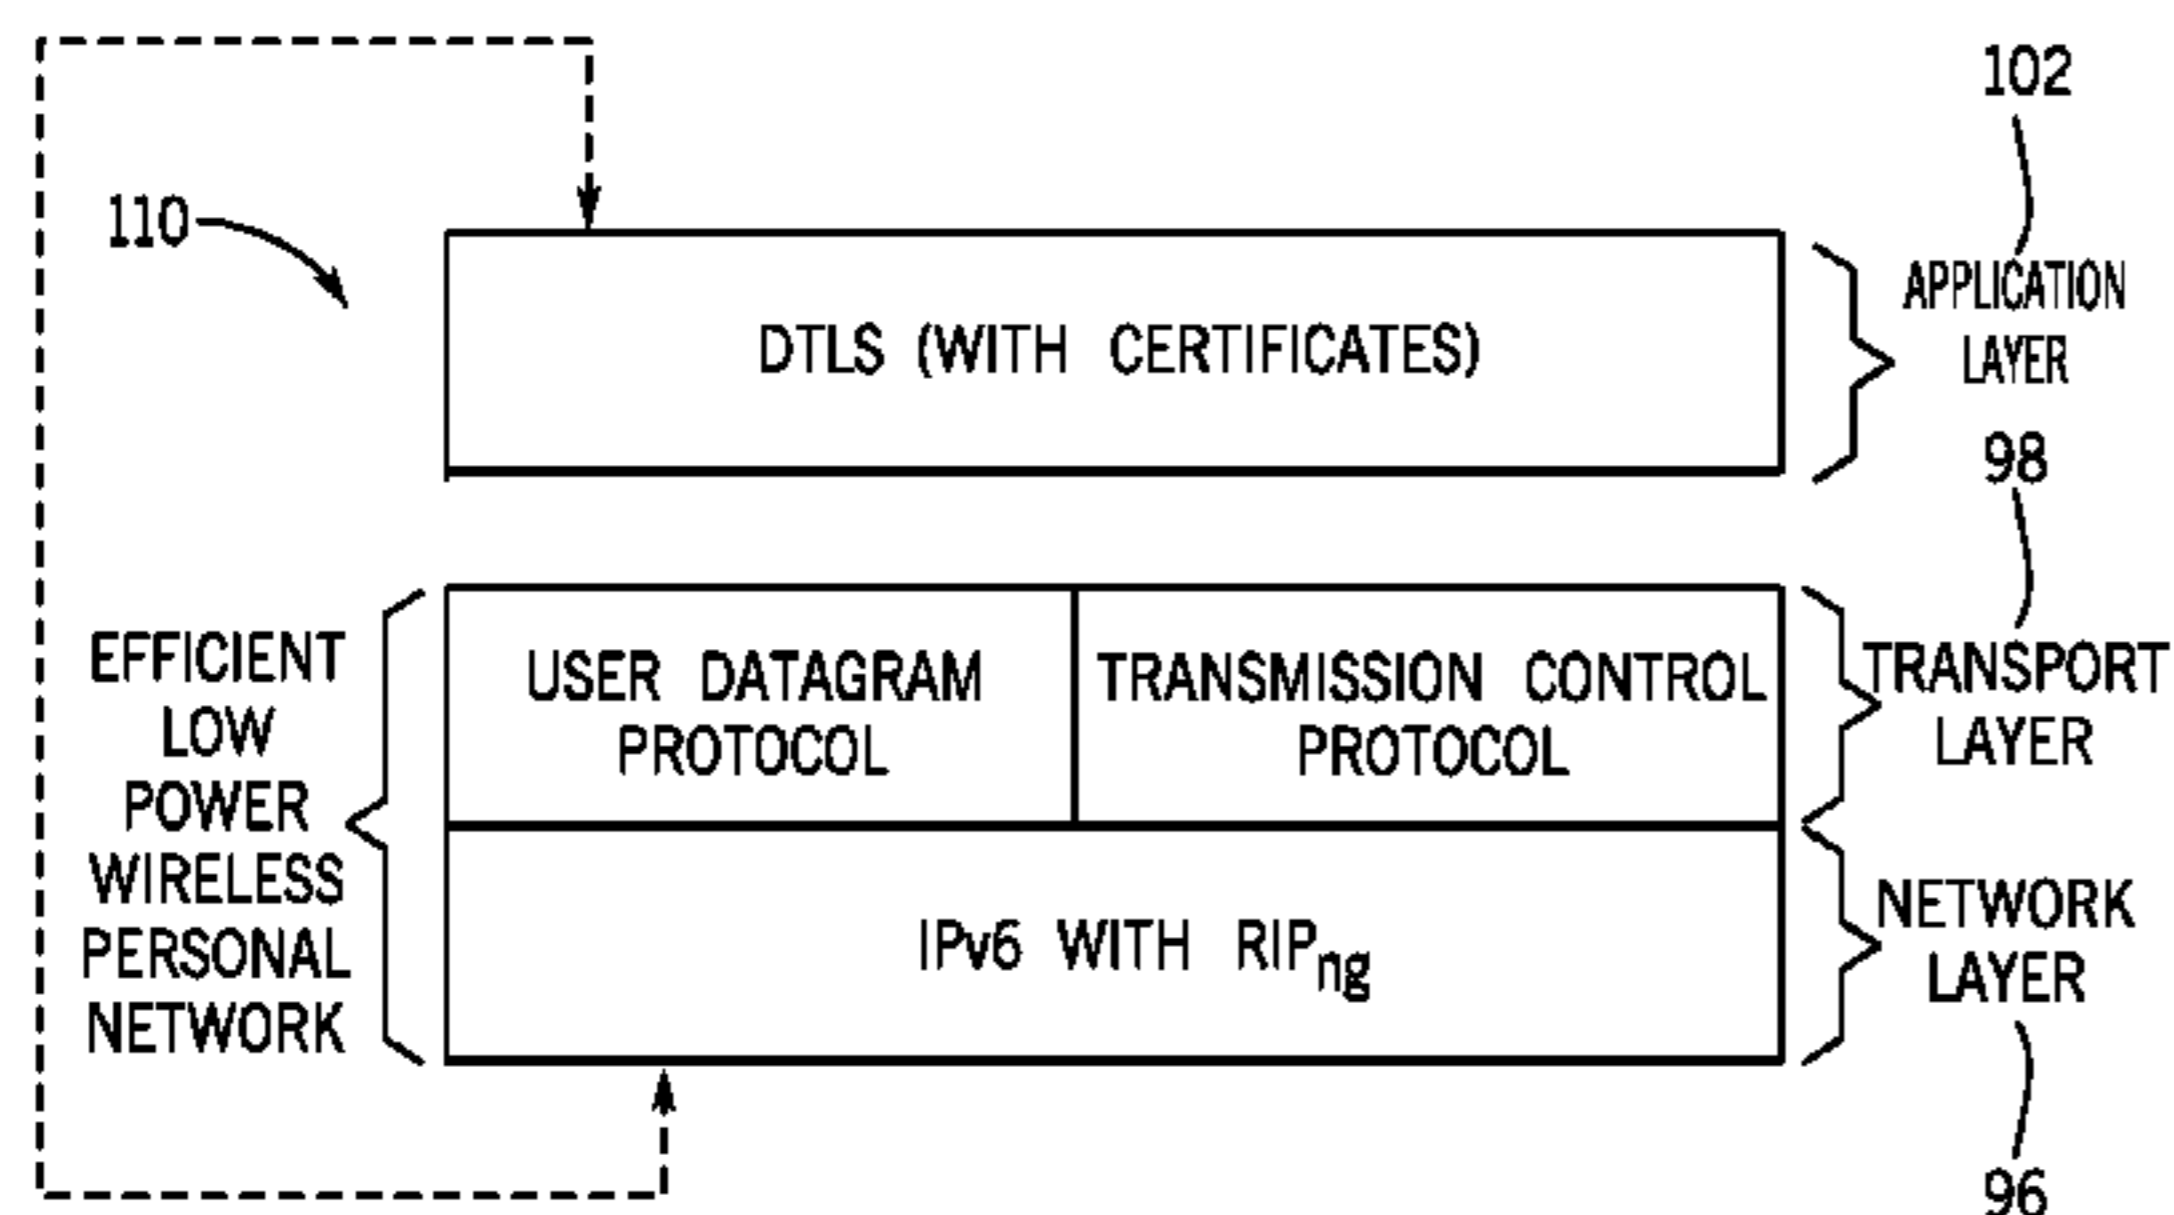 102
110
APPLICATION
LAYER
DTLS (WITH CERTIFICATES)
98
EFFICIENT
LOW
POWER
WIRELESS
PERSONAL
NETWORK
USER DATAGRAM
PROTOCOL
TRANSMISSION CONTROL
PROTOCOL
TRANSPORT
LAYER
IPv6 WITH RIPng
NETWORK
LAYER
96